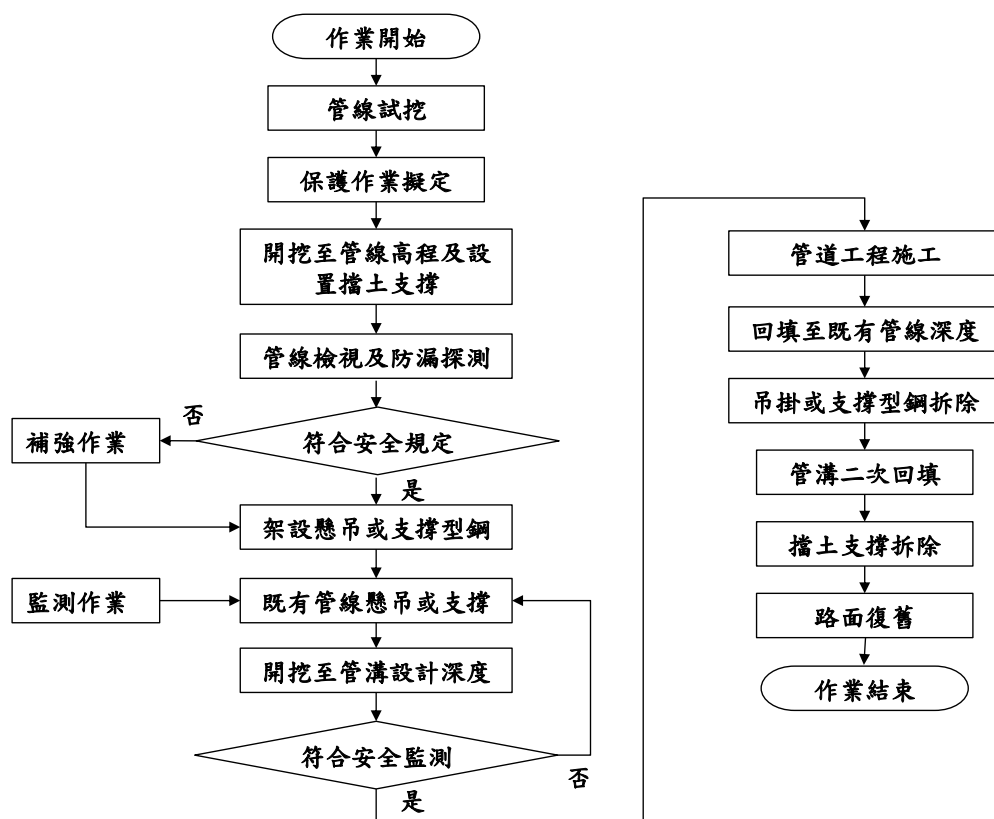 作業開始
管線試挖
保護作業擬定
開挖至管線高程及設
置擋土支撐
管線檢視及防漏探測
否
補強作業
符合安全規定
是
架設懸吊或支撐型鋼
監測作業
既有管線懸吊或支撐
開挖至管溝設計深度
符合安全監測
否
是
管道工程施工
回填至既有管線深度
吊掛或支撐型鋼拆除
管溝二次回填
擋土支撐拆除
路面復舊
作業結束